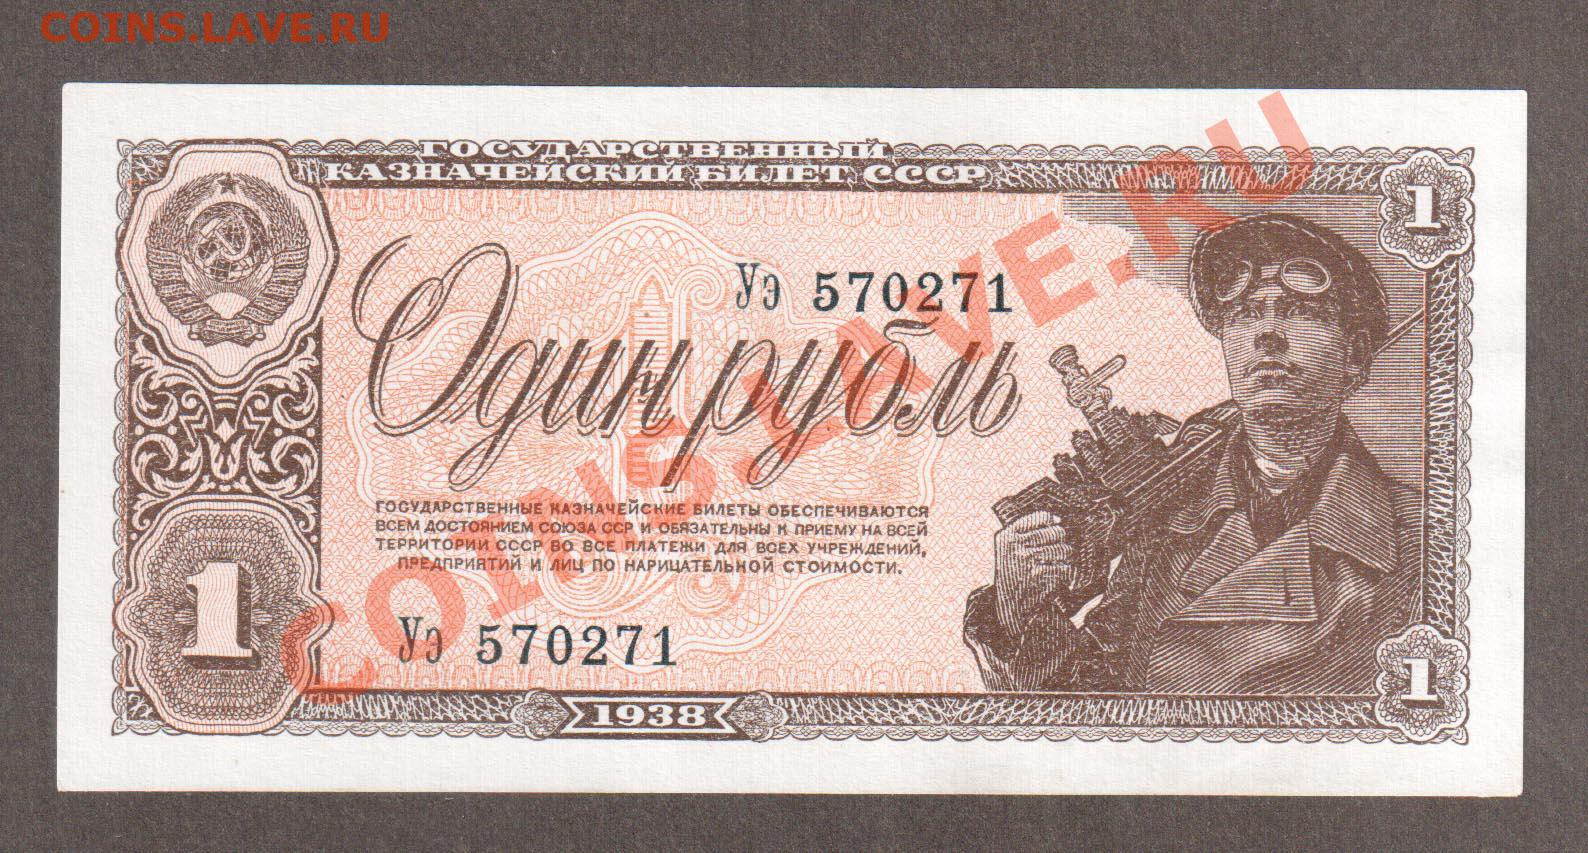 COINS.LAVE.RU
ГОСУДАРСТВЕННЫЙ
КАЗНАЧЕЙСКИЙ БИЛЕТ СССР
1
Уэ 570271
Один рубль
ГОСУДАРСТВЕННЫЕ КАЗНАЧЕЙСКИЕ БИЛЕТЫ ОБЕСПЕЧИВАЮТСЯ
ВСЕМ ДОСТОЯНИЕМ СОЮЗА ССР И ОБЯЗАТЕЛЬНЫ К ПРИЕМУ НА ВСЕЙ
ТЕРРИТОРИИ СССР ВО ВСЕ ПЛАТЕЖИ ДЛЯ ВСЕХ УЧРЕЖДЕНИЙ,
ПРЕДПРИЯТИЙ И ЛИЦ ПО НАРИЦАТЕЛЬНОЙ СТОИМОСТИ.
1
Уэ 570271
1
1938
COINS.LAVE.RU